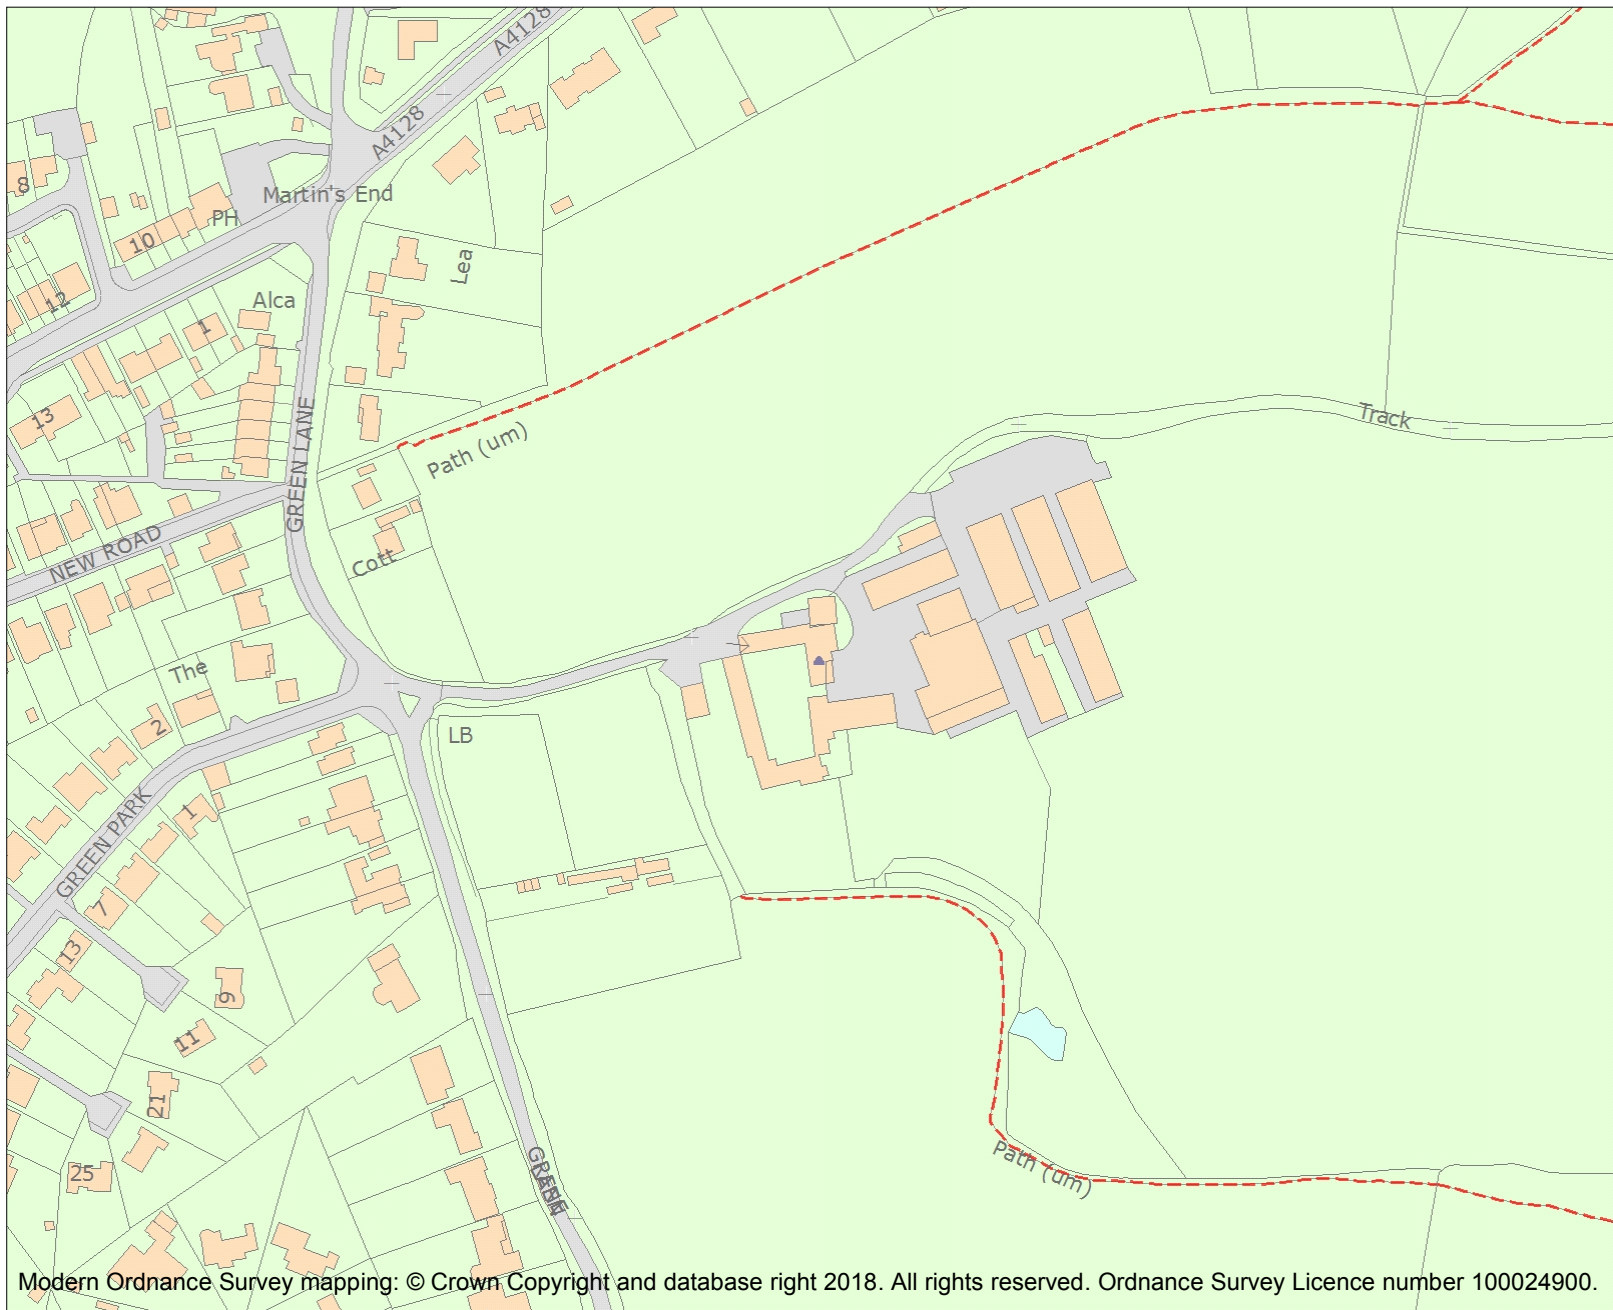 A4128
A4128
8
Martin's End
PH
10
Lea
12
Alca
1
13
Track
GREEN LANE
Path (um)
NEW ROAD
Cott
The
2
LB
1
GREEN PARK
7
13
9
11
21
Path (um)
25
GREEN
LANE
Modern Ordnance Survey mapping: © Crown Copyright and database right 2018. All rights reserved. Ordnance Survey Licence number 100024900.